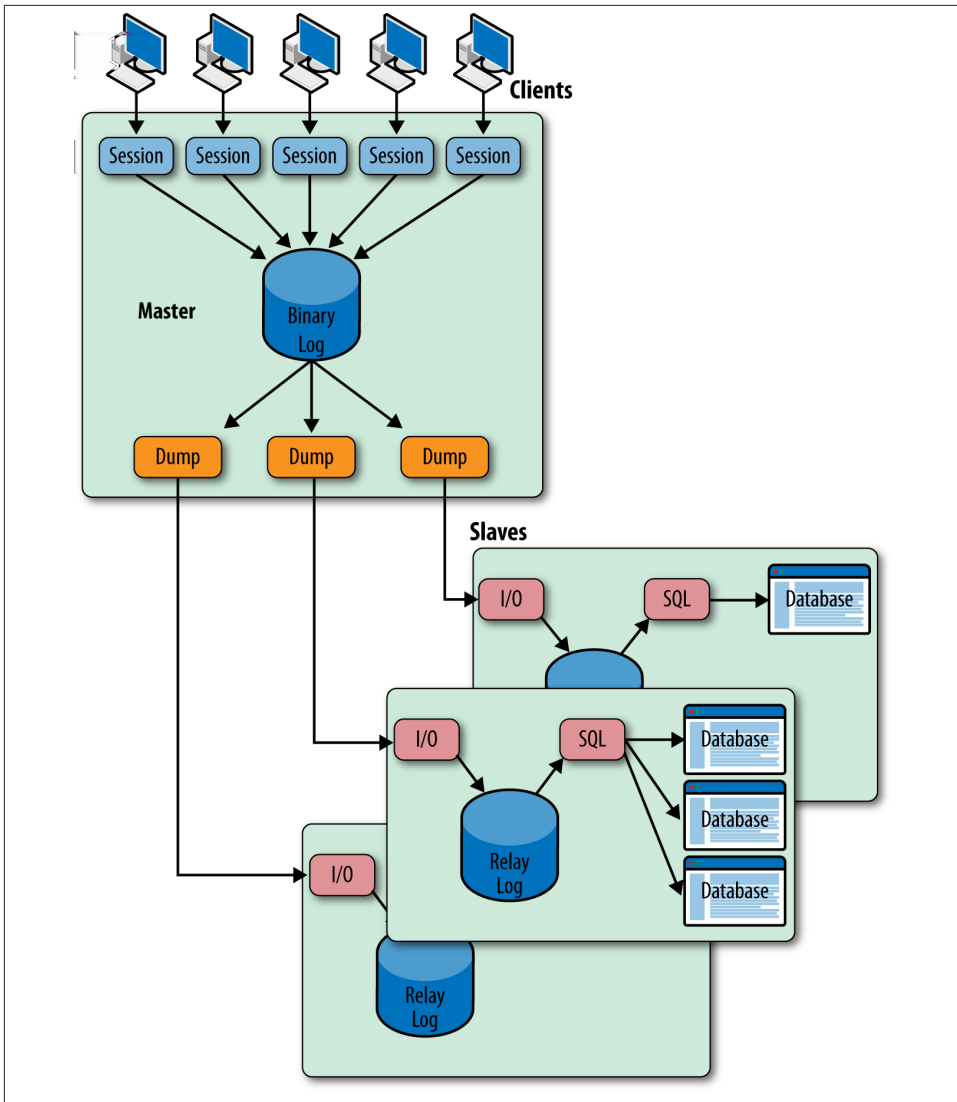 Clients
Session Session Session Session Session
Master
Binary
Log
Dump Dump Dump
Slaves
I/O SQL Database
I/O SQL Database
Database
Relay
Log
Database
I/O
Relay
Log